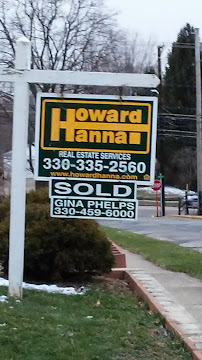 Howard
Hanna
REAL ESTATE SERVICES
330-335-2560
www.howardhanna.com
SOLD
GINA PHELPS
330-459-6000